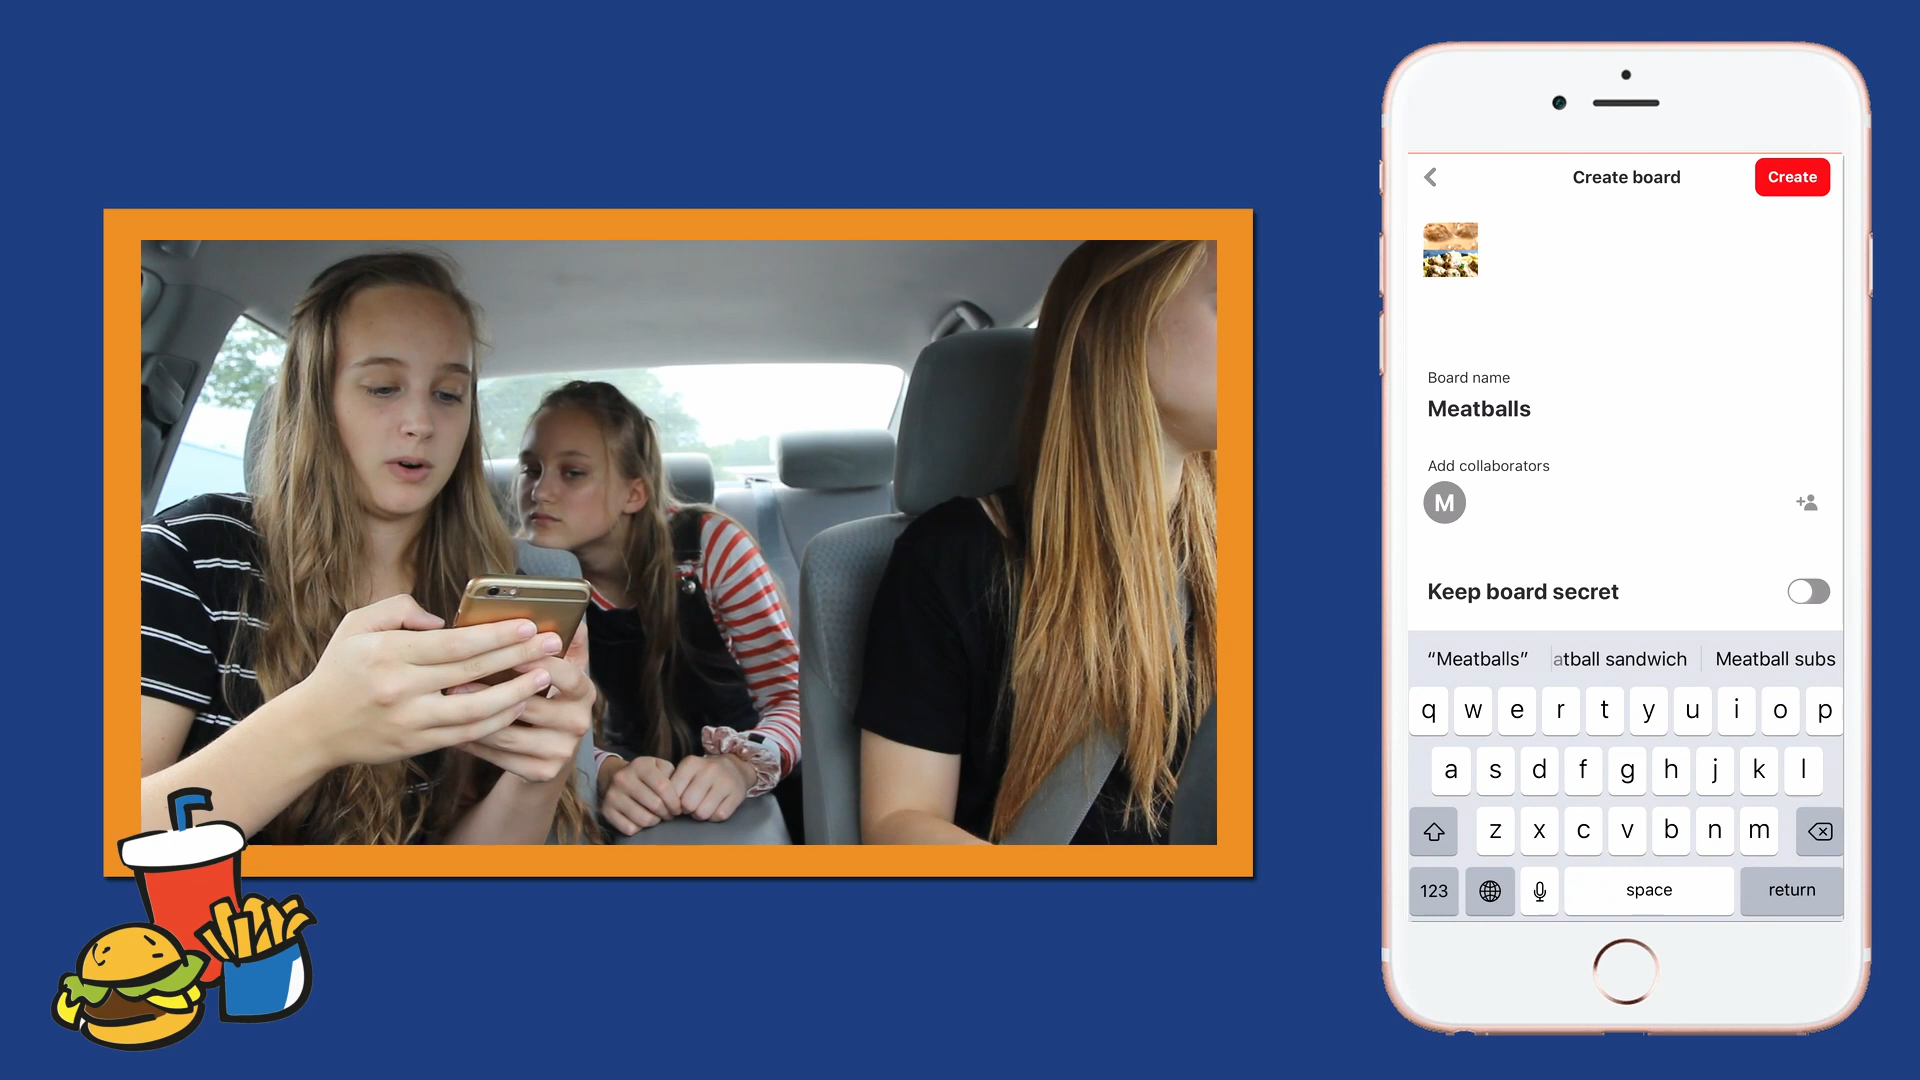 Create board
Create
Board name
Meatballs
Add collaborators
M
Keep board secret
“Meatballs”
atball sandwich
Meatball subs
q w e r t y u i o p
a s d f g h j k l
z x c v b n m
123
space
return